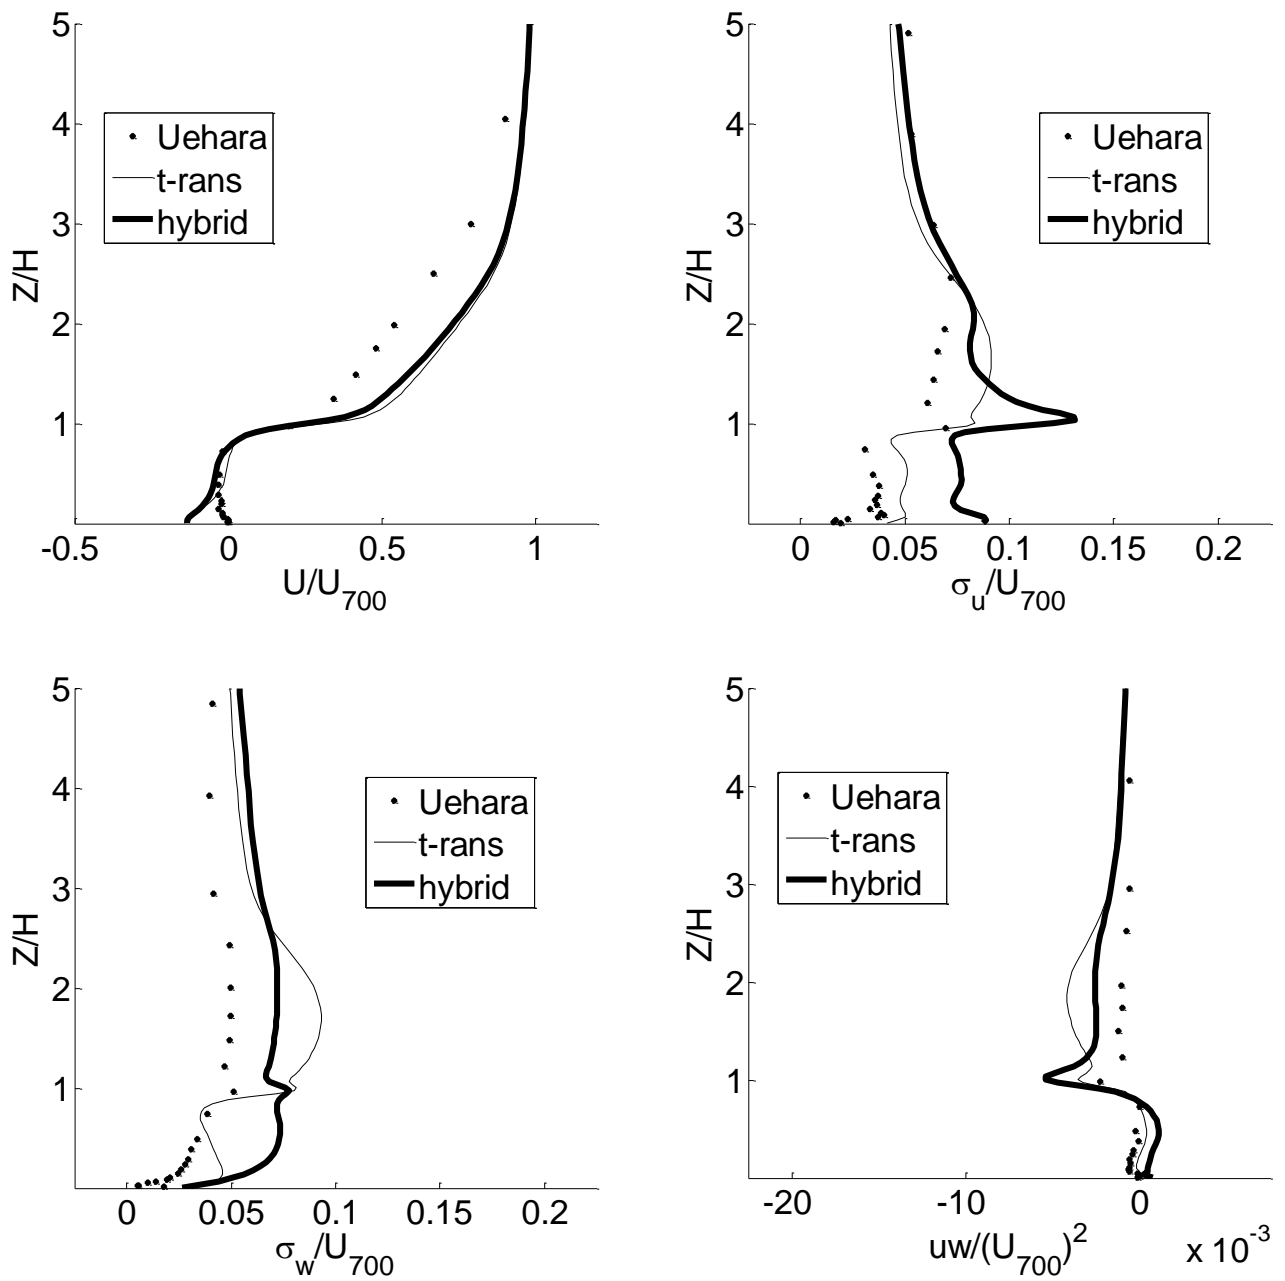 5
4
3
2
1
Z/H
Uehara
t-rans
hybrid
-0.5 0 0.5 1
U/U700
5
4
3
2
1
Z/H
Uehara
t-rans
hybrid
0 0.05 0.1 0.15 0.2
σu/U700
5
4
3
2
1
Z/H
Uehara
t-rans
hybrid
0 0.05 0.1 0.15 0.2
σw/U700
5
4
3
2
1
Z/H
Uehara
t-rans
hybrid
-20 -10 0
uw/(U700)² x 10⁻³